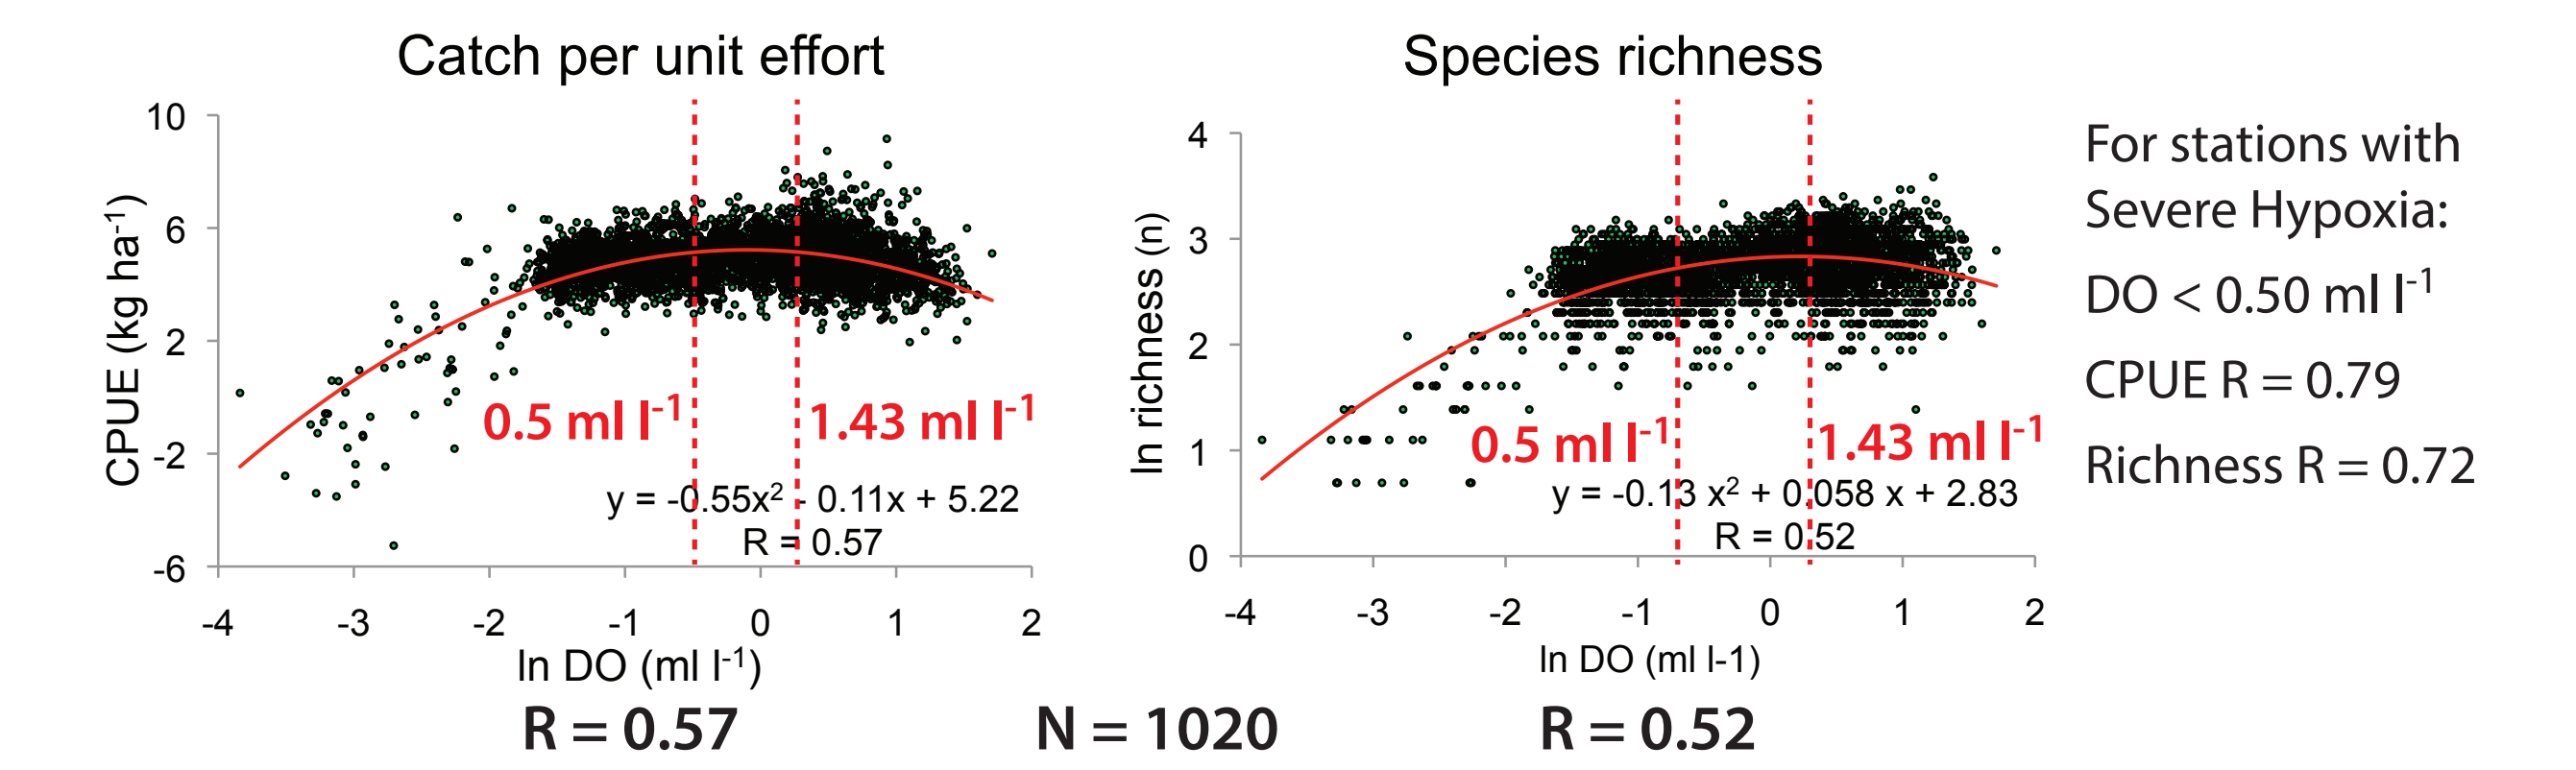 Catch per unit effort
10
6
2
-2
-6
CPUE (kg ha⁻¹)
0.5 ml l⁻¹
1.43 ml l⁻¹
y = -0.55x² - 0.11x + 5.22
R = 0.57
-4 -3 -2 -1 0 1 2
ln DO (ml l⁻¹)
R = 0.57
N = 1020
Species richness
4
3
2
1
0
ln richness (n)
0.5 ml l⁻¹
1.43 ml l⁻¹
y = -0.13 x² + 0.058 x + 2.83
R = 0.52
-4 -3 -2 -1 0 1 2
ln DO (ml l-1)
R = 0.52
For stations with
Severe Hypoxia:
DO < 0.50 ml l⁻¹
CPUE R = 0.79
Richness R = 0.72